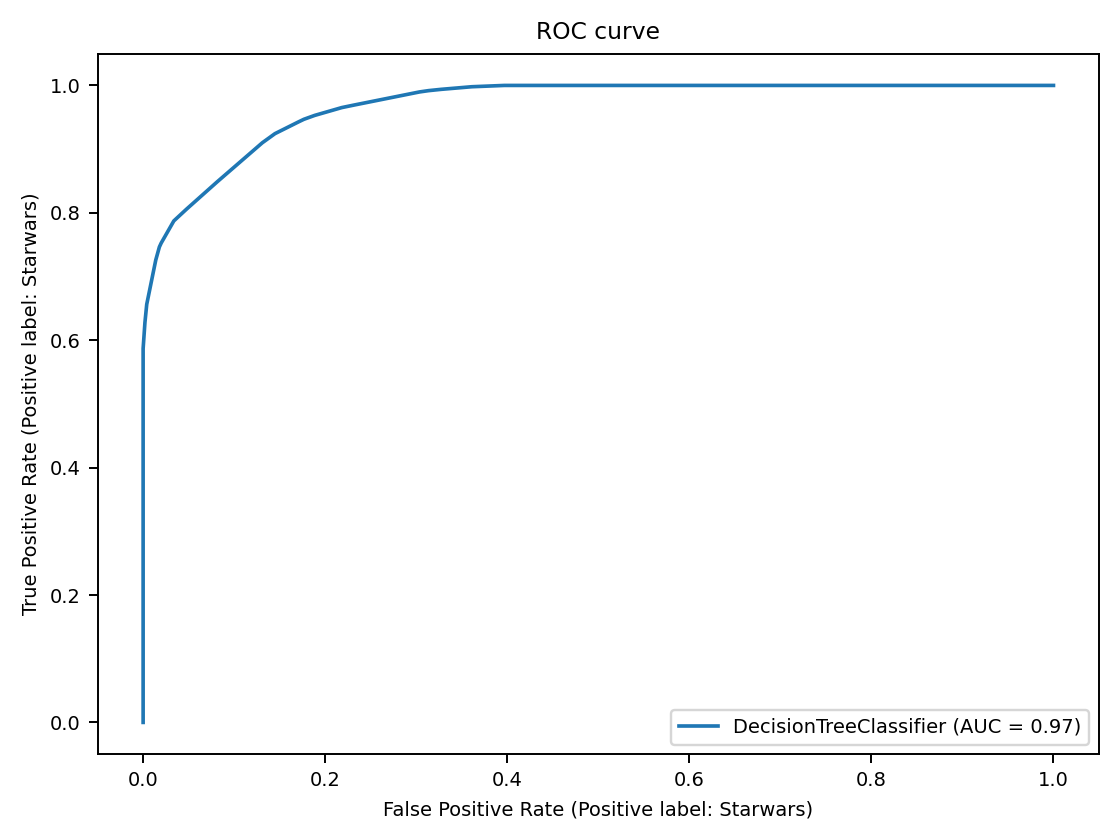 ROC curve
True Positive Rate (Positive label: Starwars)
1.0
0.8
0.6
0.4
0.2
0.0
DecisionTreeClassifier (AUC = 0.97)
0.0 0.2 0.4 0.6 0.8 1.0
False Positive Rate (Positive label: Starwars)